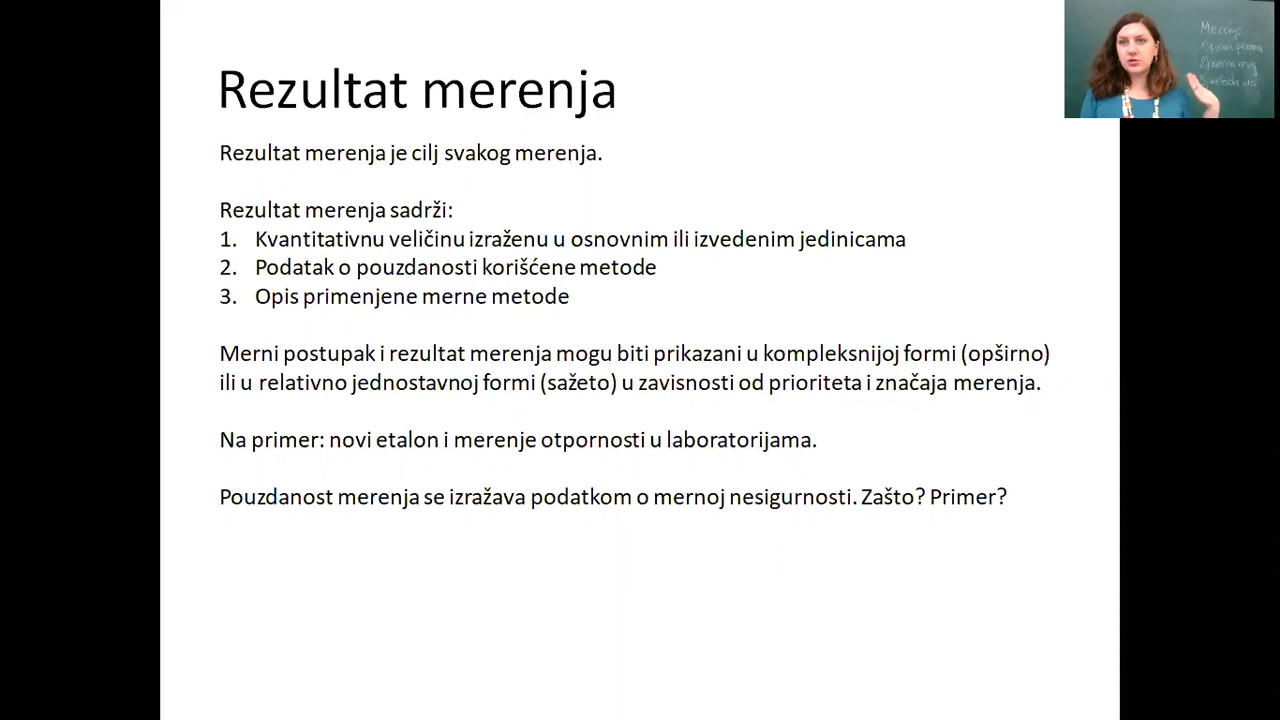 Rezultat merenja
Rezultat merenja je cilj svakog merenja.
Rezultat merenja sadrži:
1. Kvantitativnu veličinu izraženu u osnovnim ili izvedenim jedinicama
2. Podatak o pouzdanosti korišćene metode
3. Opis primenjene merne metode
Merni postupak i rezultat merenja mogu biti prikazani u kompleksnijoj formi (opširno)
ili u relativno jednostavnoj formi (sažeto) u zavisnosti od prioriteta i značaja merenja.
Na primer: novi etalon i merenje otpornosti u laboratorijama.
Pouzdanost merenja se izražava podatkom o mernoj nesigurnosti. Zašto? Primer?
Merenje